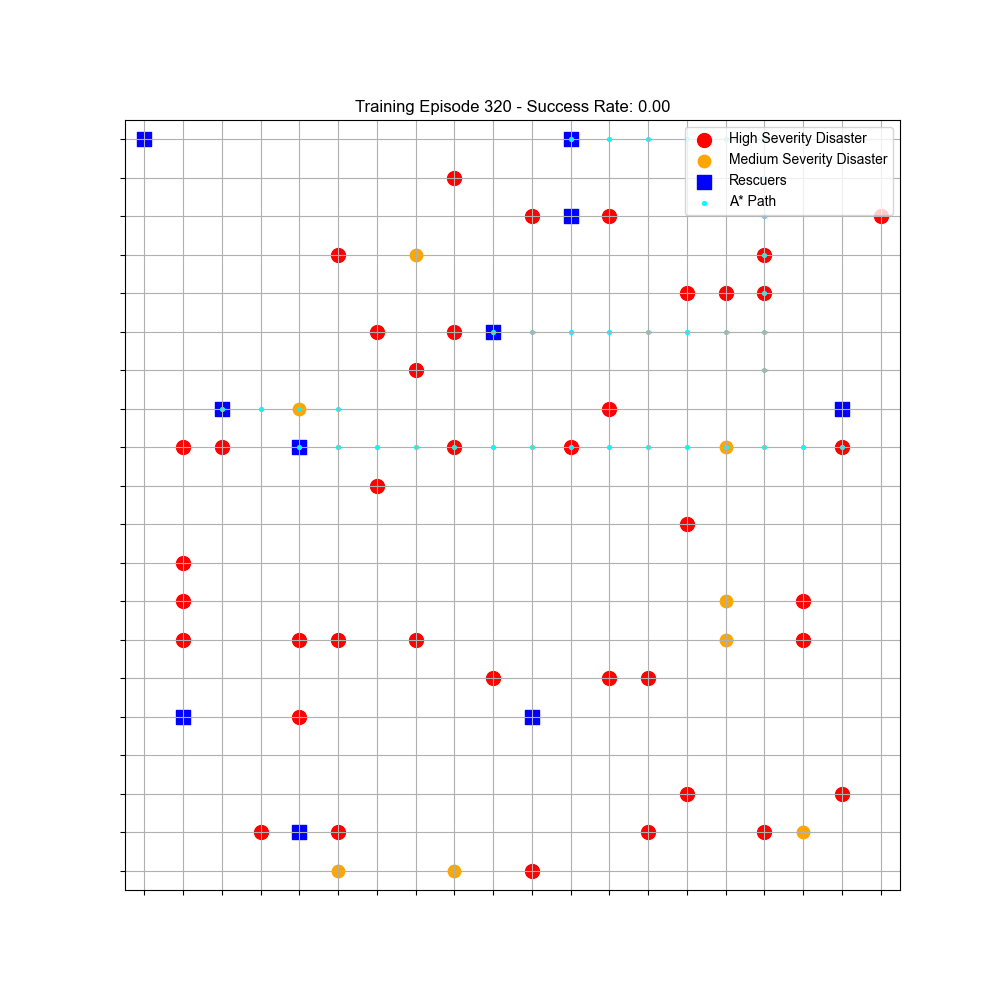 Training Episode 320 - Success Rate: 0.00
High Severity Disaster
Medium Severity Disaster
Rescuers
A* Path